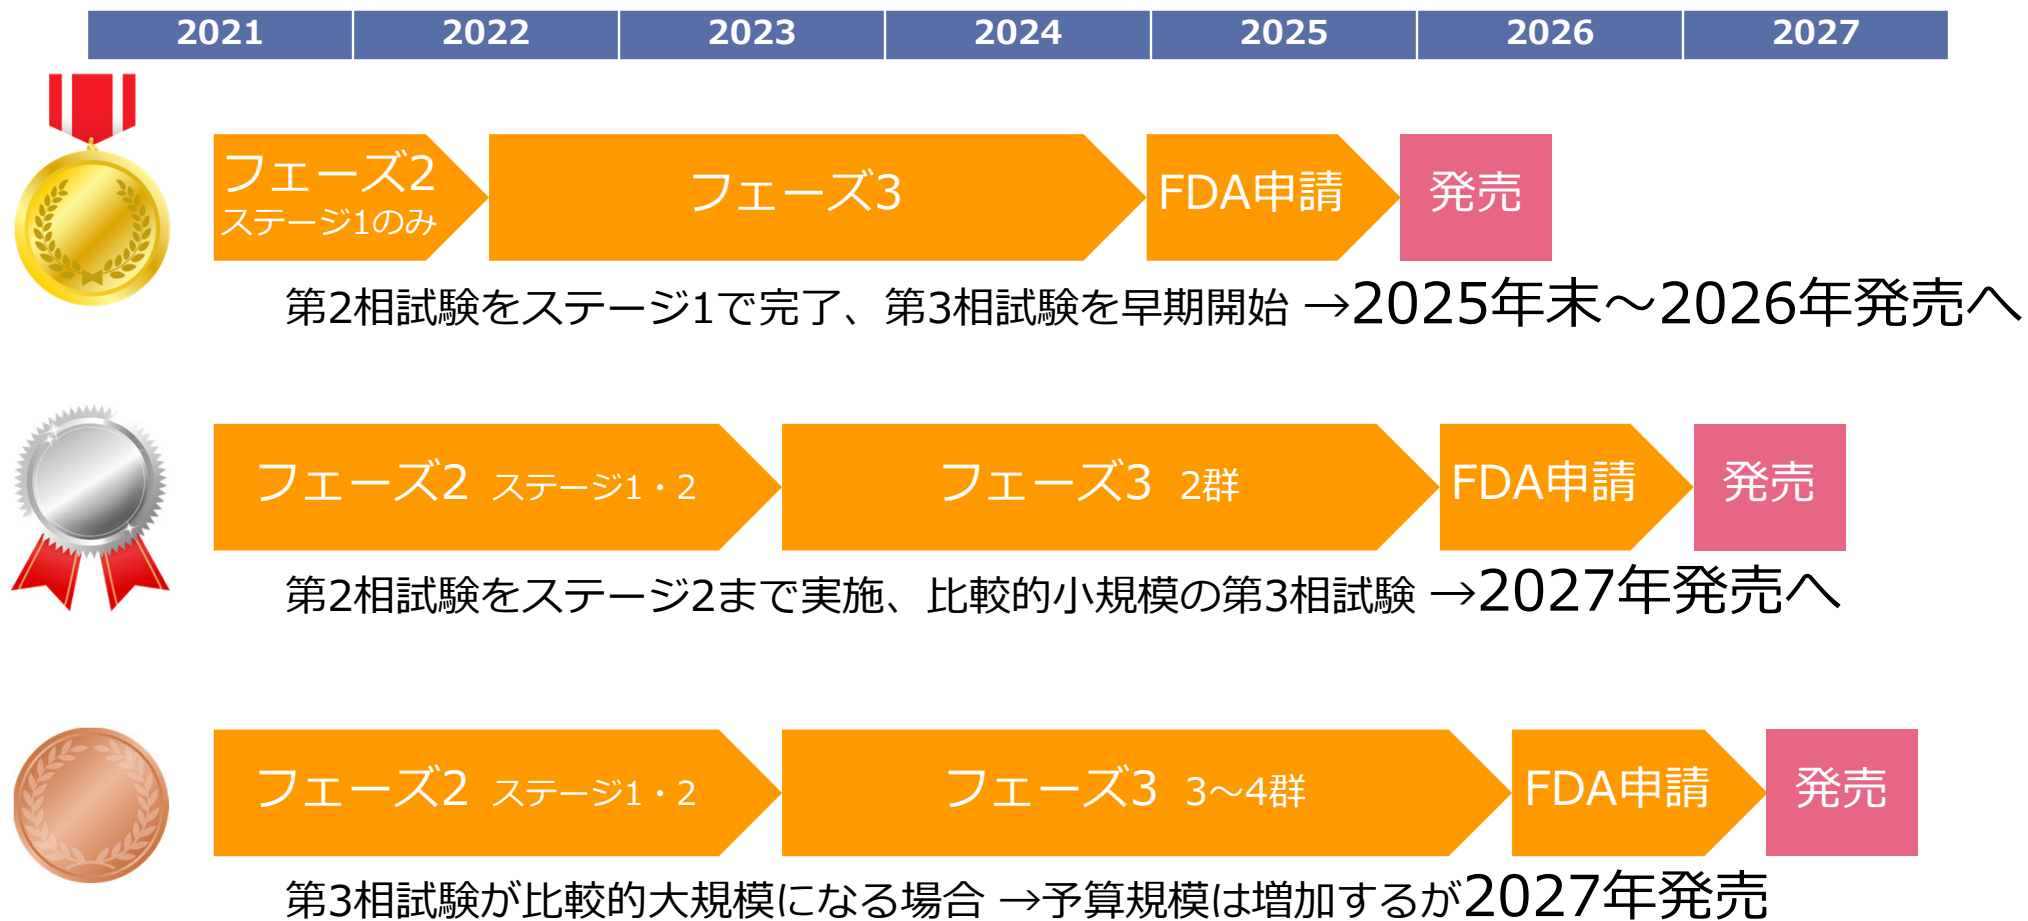 2021 2022 2023 2024 2025 2026 2027
フェーズ2
ステージ1のみ
フェーズ3
FDA申請
発売
第2相試験をステージ1で完了、第3相試験を早期開始 →2025年末～2026年発売へ
フェーズ2 ステージ1・2
フェーズ3 2群
FDA申請
発売
第2相試験をステージ2まで実施、比較的小規模の第3相試験 →2027年発売へ
フェーズ2 ステージ1・2
フェーズ3 3～4群
FDA申請
発売
第3相試験が比較的大規模になる場合 →予算規模は増加するが2027年発売